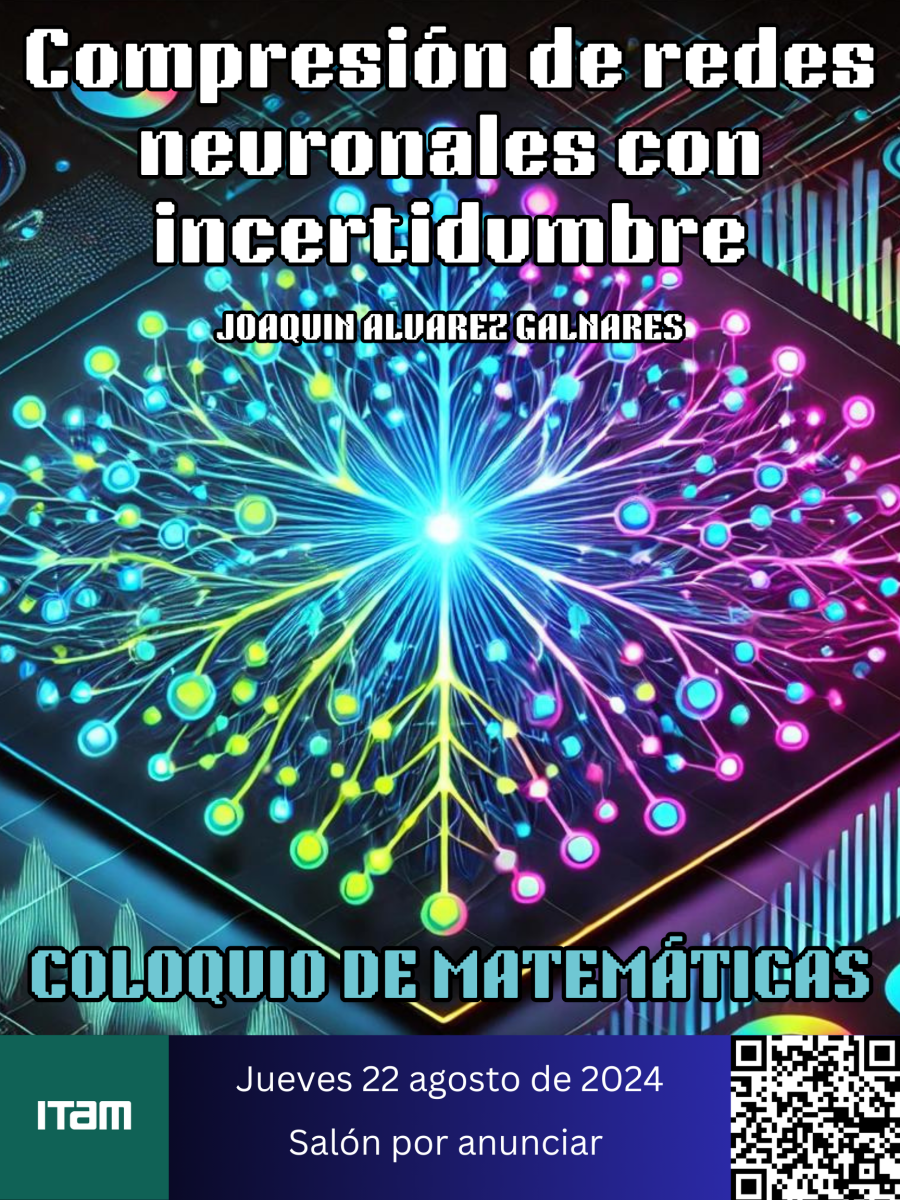 Compresión de redes
neuronales con
incertidumbre
JOAQUIN ALVAREZ GALNARES
COLOQUIO DE MATEMÁTICAS
ITAM
Jueves 22 agosto de 2024
Salón por anunciar